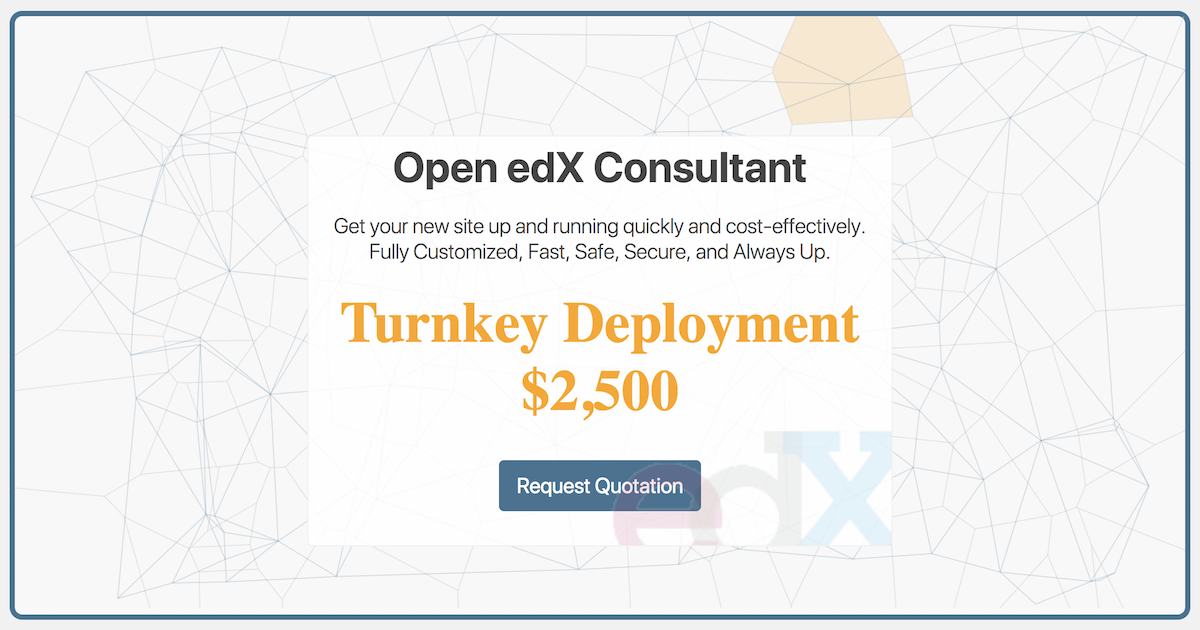 Open edX Consultant
Get your new site up and running quickly and cost-effectively.
Fully Customized, Fast, Safe, Secure, and Always Up.
Turnkey Deployment
$2,500
Request Quotation
edX